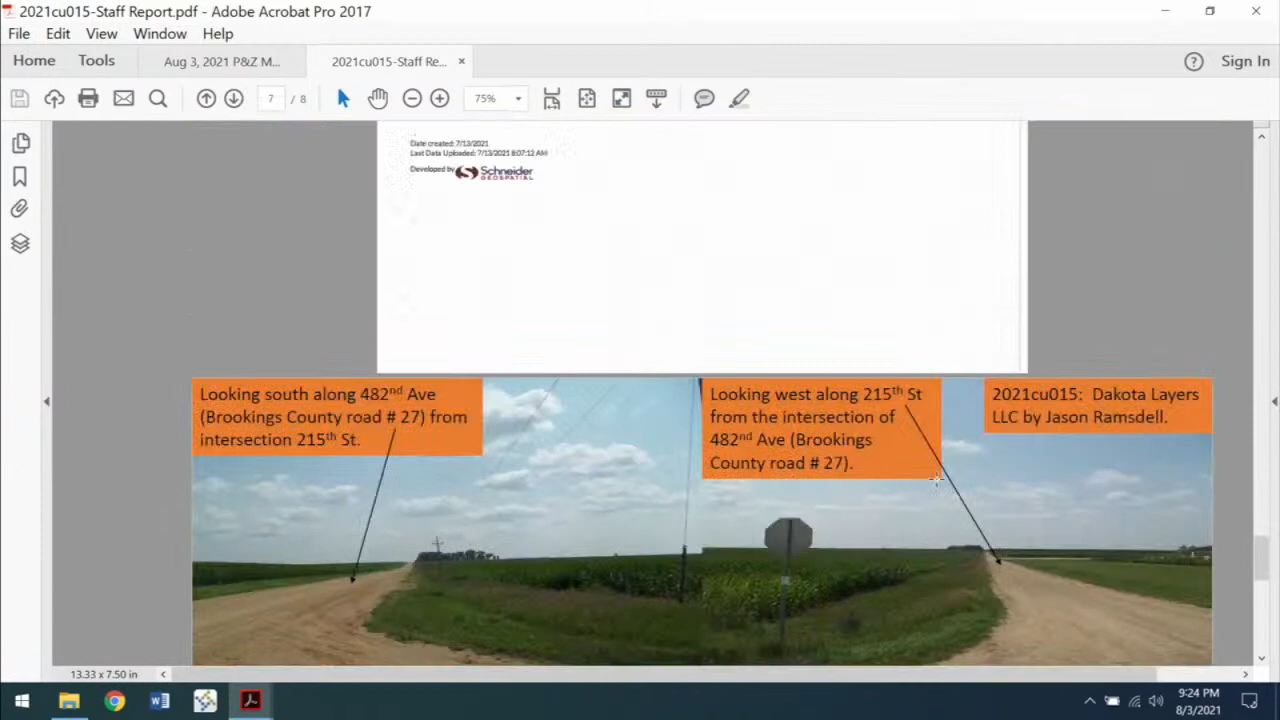 2021cu015-Staff Report.pdf - Adobe Acrobat Pro 2017
File Edit View Window Help
Home Tools Aug 3, 2021 P&Z M... 2021cu015-Staff Re... × Sign In
7 / 8 75%
Date created: 7/13/2021
Last Data Uploaded: 7/13/2021 8:07:12 AM
Developed by Schneider
GEOSPATIAL
Looking south along 482nd Ave
(Brookings County road # 27) from
intersection 215th St.
Looking west along 215th St
from the intersection of
482nd Ave (Brookings
County road # 27).
2021cu015: Dakota Layers
LLC by Jason Ramsdell.
13.33 x 7.50 in
9:24 PM
8/3/2021